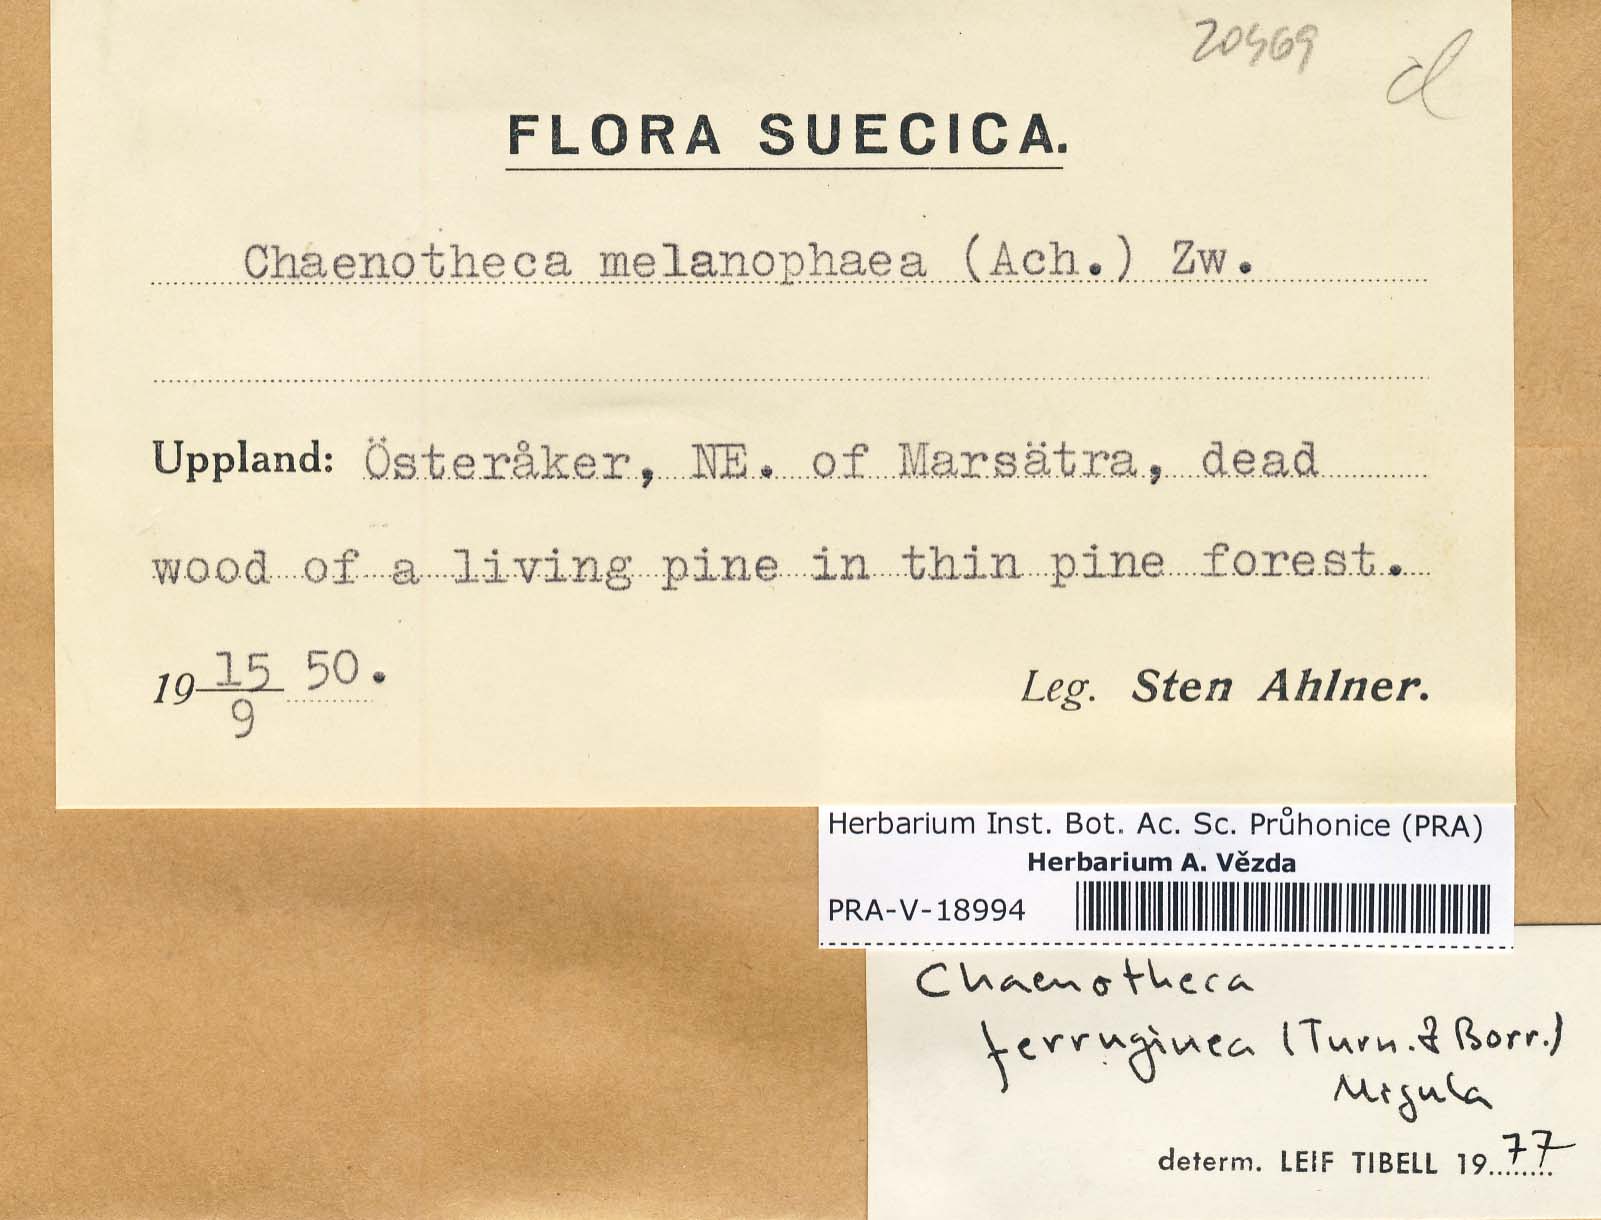 20469
d
FLORA SUECICA.
Chaenotheca melanophaea (Ach.) Zw.
Uppland: Österåker, NE. of Marsätra, dead
wood of a living pine in thin pine forest.
19 15/9 50.
Leg. Sten Ahlner.
Herbarium Inst. Bot. Ac. Sc. Průhonice (PRA)
Herbarium A. Vězda
PRA-V-18994
Chaenotheca
ferruginea (Turn. & Borr.)
Migula
determ. LEIF TIBELL 1977